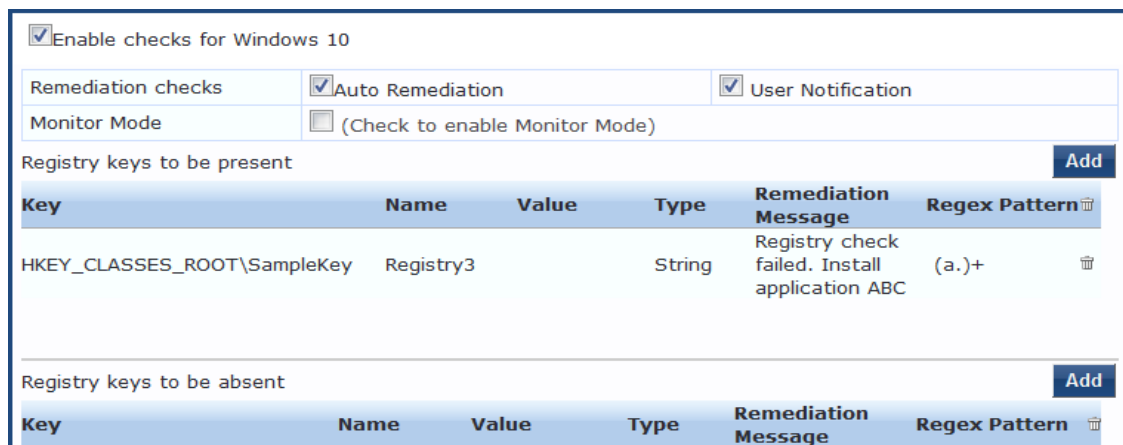 Enable checks for Windows 10
Remediation checks Auto Remediation User Notification
Monitor Mode (Check to enable Monitor Mode)
Registry keys to be present Add
Key Name Value Type Remediation Message Regex Pattern
HKEY_CLASSES_ROOT\SampleKey Registry3 String Registry check failed. Install application ABC (a.)+
Registry keys to be absent Add
Key Name Value Type Remediation Message Regex Pattern